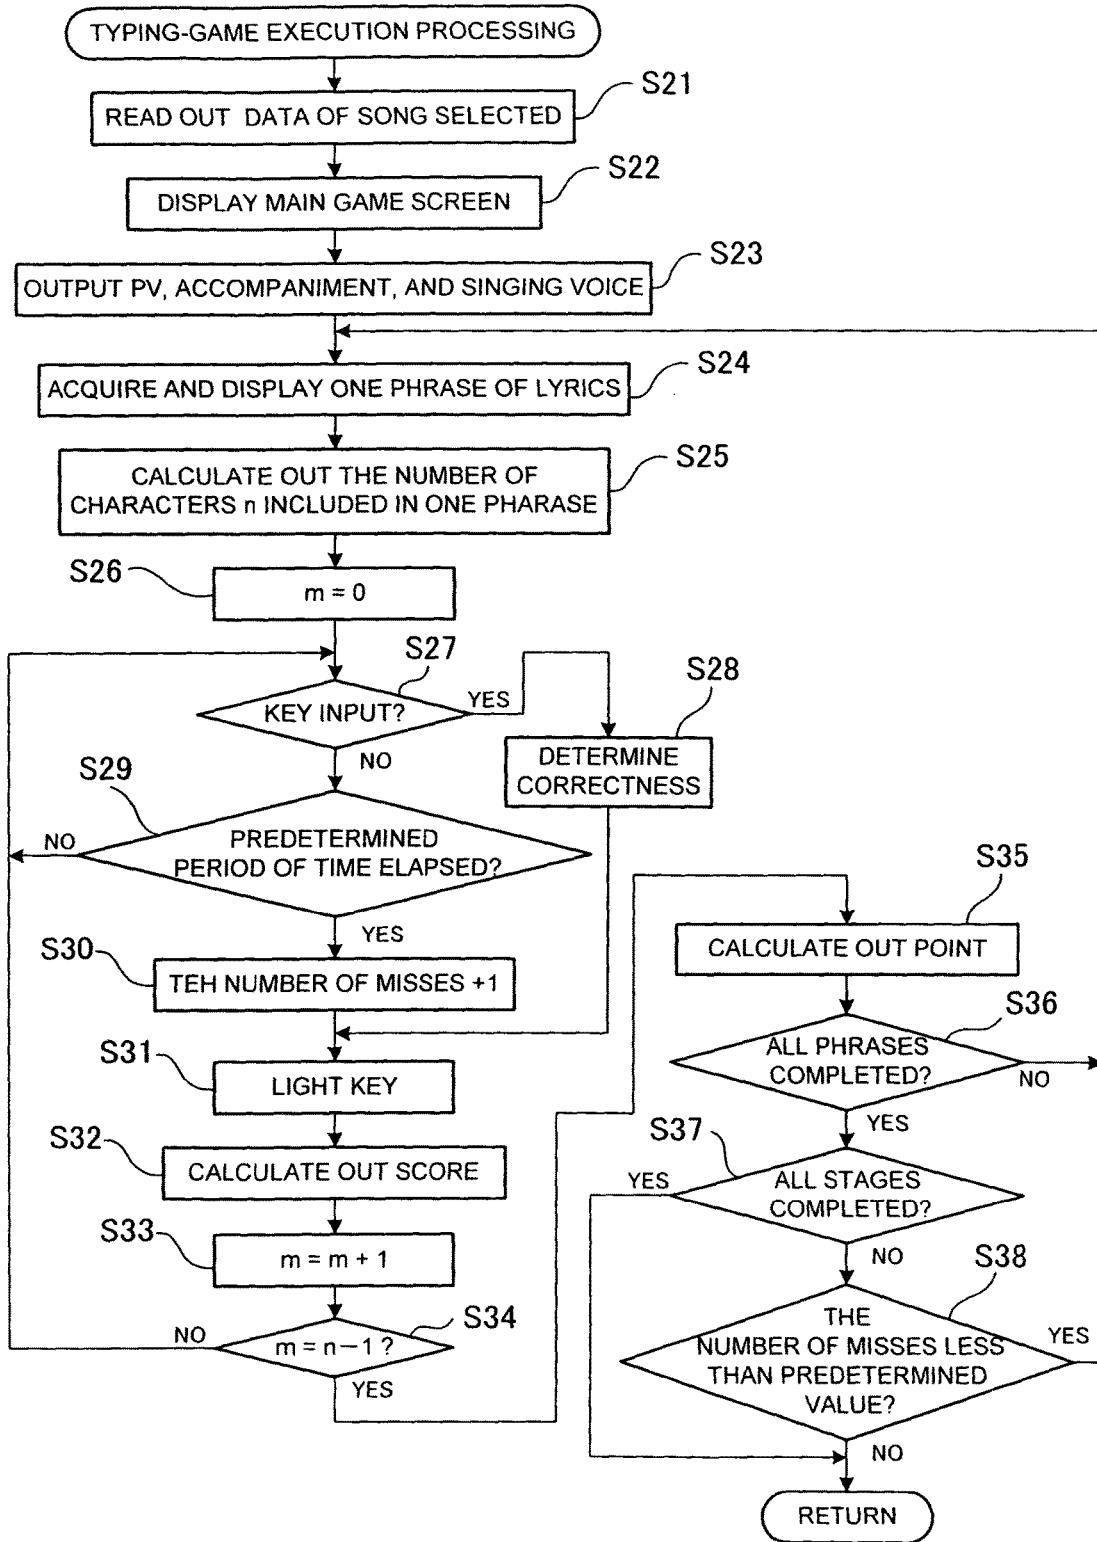 TYPING-GAME EXECUTION PROCESSING
S21
READ OUT DATA OF SONG SELECTED
S22
DISPLAY MAIN GAME SCREEN
S23
OUTPUT PV, ACCOMPANIMENT, AND SINGING VOICE
S24
ACQUIRE AND DISPLAY ONE PHRASE OF LYRICS
S25
CALCULATE OUT THE NUMBER OF
CHARACTERS n INCLUDED IN ONE PHARASE
S26
m = 0
S27
KEY INPUT?
YES
NO
S28
DETERMINE
CORRECTNESS
S29
PREDETERMINED
PERIOD OF TIME ELAPSED?
NO
YES
S30
TEH NUMBER OF MISSES +1
S31
LIGHT KEY
S32
CALCULATE OUT SCORE
S33
m = m + 1
S34
m = n－1 ?
NO
YES
S35
CALCULATE OUT POINT
S36
ALL PHRASES
COMPLETED?
NO
YES
S37
ALL STAGES
COMPLETED?
YES
NO
S38
THE
NUMBER OF MISSES LESS
THAN PREDETERMINED
VALUE?
YES
NO
RETURN